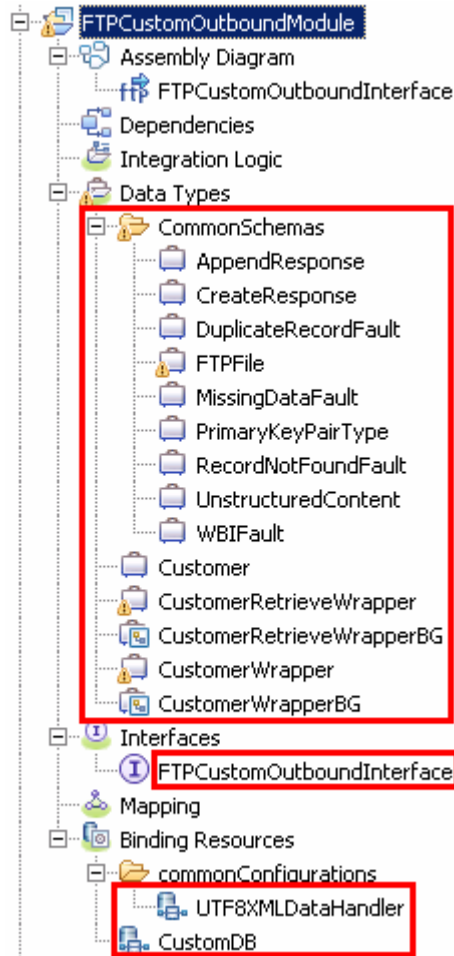 FTPCustomOutboundModule
Assembly Diagram
FTPCustomOutboundInterface
Dependencies
Integration Logic
Data Types
CommonSchemas
AppendResponse
CreateResponse
DuplicateRecordFault
FTPFile
MissingDataFault
PrimaryKeyPairType
RecordNotFoundFault
UnstructuredContent
WBIFault
Customer
CustomerRetrieveWrapper
CustomerRetrieveWrapperBG
CustomerWrapper
CustomerWrapperBG
Interfaces
FTPCustomOutboundInterface
Mapping
Binding Resources
commonConfigurations
UTF8XMLDataHandler
CustomDB